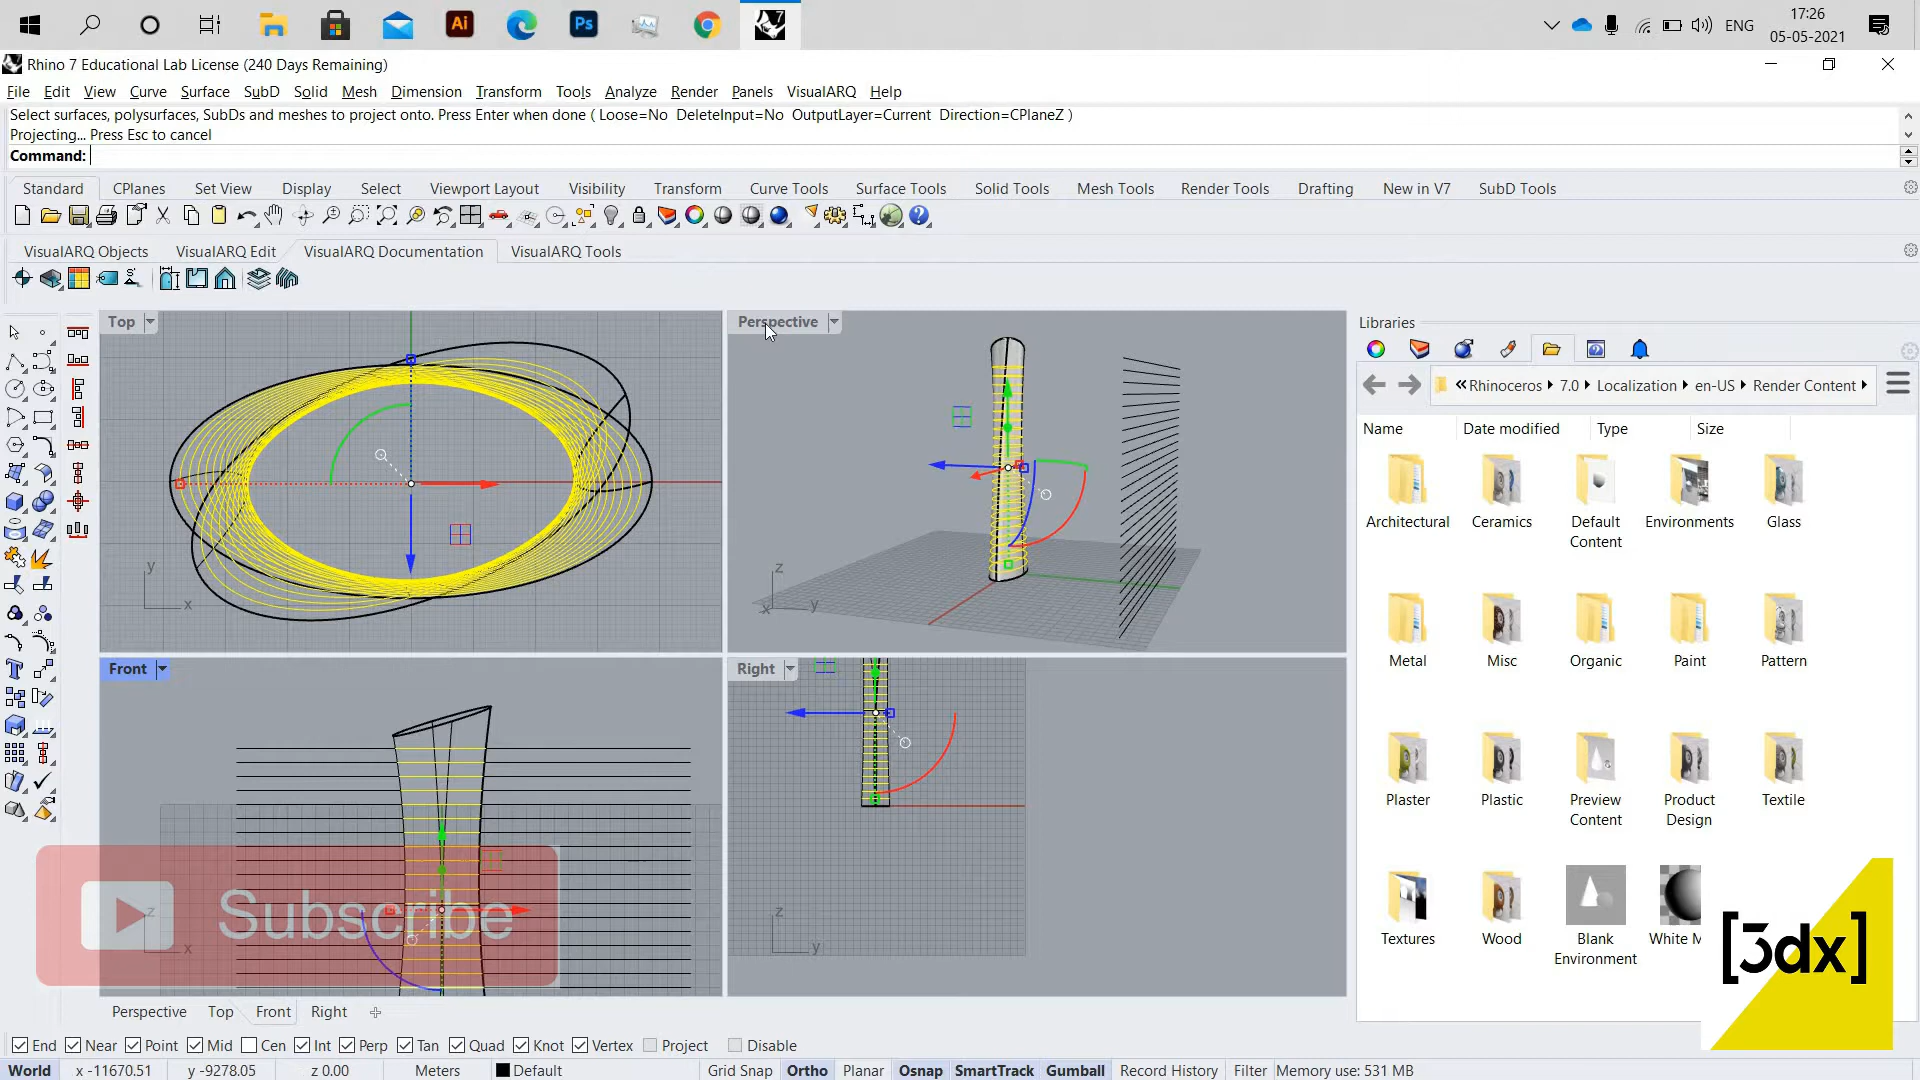 Ai
Ps
7
ENG
17:26
05-05-2021
Rhino 7 Educational Lab License (240 Days Remaining)
File Edit View Curve Surface SubD Solid Mesh Dimension Transform Tools Analyze Render Panels VisualARQ Help
Select surfaces, polysurfaces, SubDs and meshes to project onto. Press Enter when done ( Loose=No DeleteInput=No OutputLayer=Current Direction=CPlaneZ )
Projecting... Press Esc to cancel
Command:
Standard CPlanes Set View Display Select Viewport Layout Visibility Transform Curve Tools Surface Tools Solid Tools Mesh Tools Render Tools Drafting New in V7 SubD Tools
VisualARQ Objects VisualARQ Edit VisualARQ Documentation VisualARQ Tools
Top
y
x
Perspective
z
x
y
Front
z
x
Right
z
y
Libraries
« Rhinoceros 7.0 Localization en-US Render Content
Name Date modified Type Size
Architectural Ceramics Default Content Environments Glass
Metal Misc Organic Paint Pattern
Plaster Plastic Preview Content Product Design Textile
Textures Wood Blank Environment White M
Subscribe
[3dx]
Perspective Top Front Right
End Near Point Mid Cen Int Perp Tan Quad Knot Vertex Project Disable
World x -11670.51 y -9278.05 z 0.00 Meters Default Grid Snap Ortho Planar Osnap SmartTrack Gumball Record History Filter Memory use: 531 MB